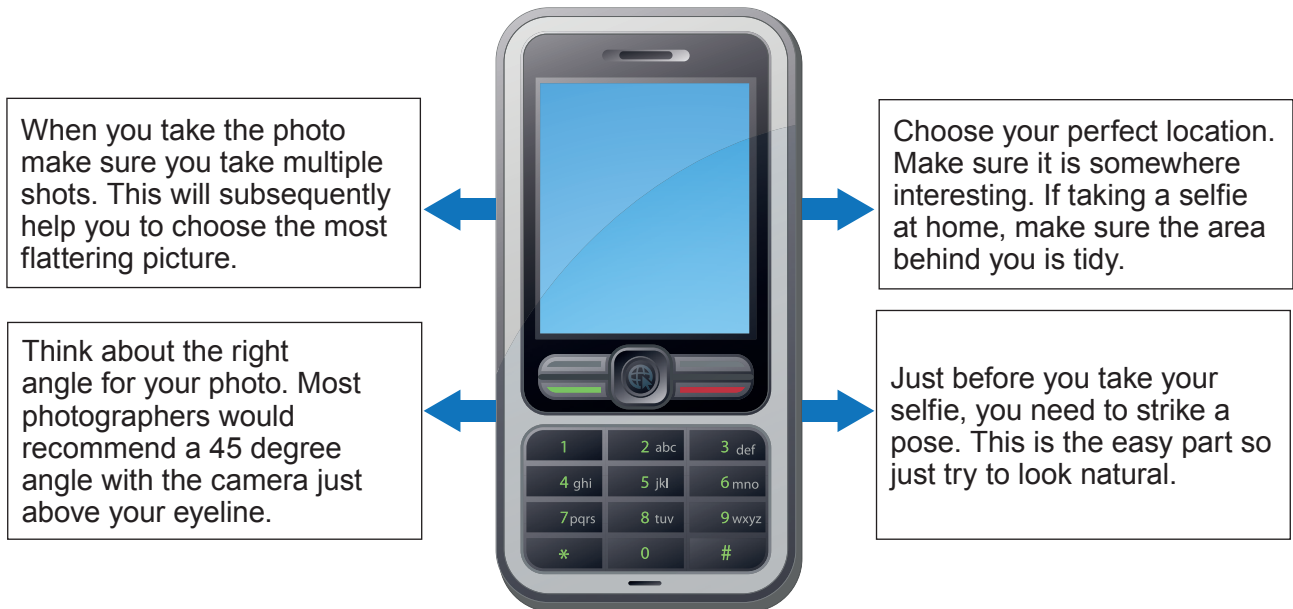 When you take the photo
make sure you take multiple
shots. This will subsequently
help you to choose the most
flattering picture.
Think about the right
angle for your photo. Most
photographers would
recommend a 45 degree
angle with the camera just
above your eyeline.
1 2 abc 3 def
4 ghi 5 jkl 6 mno
7 pqrs 8 tuv 9 wxyz
* 0 #
Choose your perfect location.
Make sure it is somewhere
interesting. If taking a selfie
at home, make sure the area
behind you is tidy.
Just before you take your
selfie, you need to strike a
pose. This is the easy part so
just try to look natural.